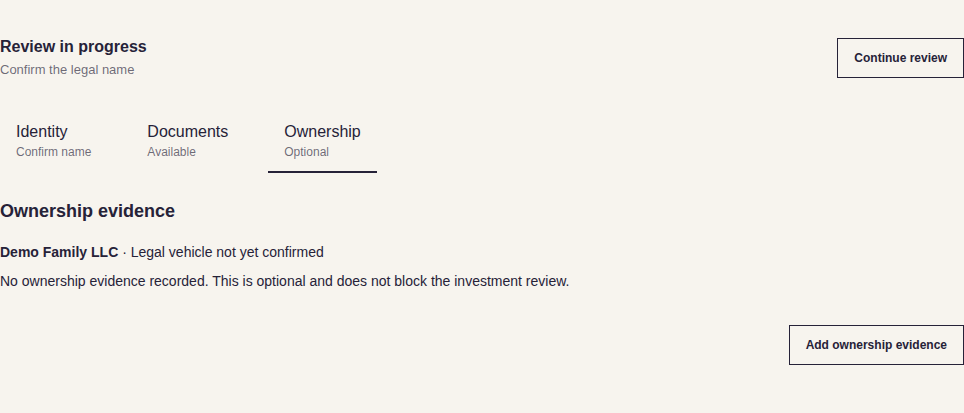 Review in progress
Confirm the legal name
Continue review
Identity
Confirm name
Documents
Available
Ownership
Optional
Ownership evidence
Demo Family LLC · Legal vehicle not yet confirmed
No ownership evidence recorded. This is optional and does not block the investment review.
Add ownership evidence